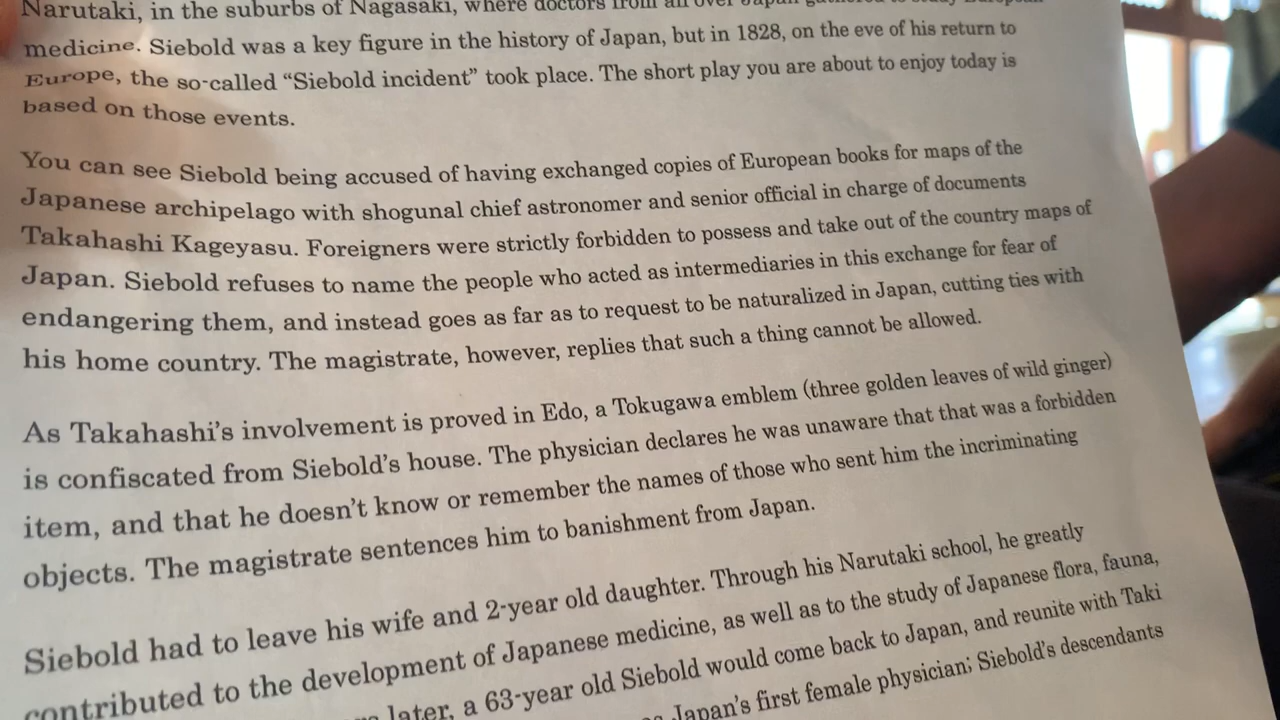 Narutaki, in the suburbs of Nagasaki, where doctors from all over Japan gathered to study European
medicine. Siebold was a key figure in the history of Japan, but in 1828, on the eve of his return to
Europe, the so-called “Siebold incident” took place. The short play you are about to enjoy today is
based on those events.
You can see Siebold being accused of having exchanged copies of European books for maps of the
Japanese archipelago with shogunal chief astronomer and senior official in charge of documents
Takahashi Kageyasu. Foreigners were strictly forbidden to possess and take out of the country maps of
Japan. Siebold refuses to name the people who acted as intermediaries in this exchange for fear of
endangering them, and instead goes as far as to request to be naturalized in Japan, cutting ties with
his home country. The magistrate, however, replies that such a thing cannot be allowed.
As Takahashi’s involvement is proved in Edo, a Tokugawa emblem (three golden leaves of wild ginger)
is confiscated from Siebold’s house. The physician declares he was unaware that that was a forbidden
item, and that he doesn’t know or remember the names of those who sent him the incriminating
objects. The magistrate sentences him to banishment from Japan.
Siebold had to leave his wife and 2-year old daughter. Through his Narutaki school, he greatly
contributed to the development of Japanese medicine, as well as to the study of Japanese flora, fauna,
later, a 63-year old Siebold would come back to Japan, and reunite with Taki
Japan’s first female physician; Siebold’s descendants